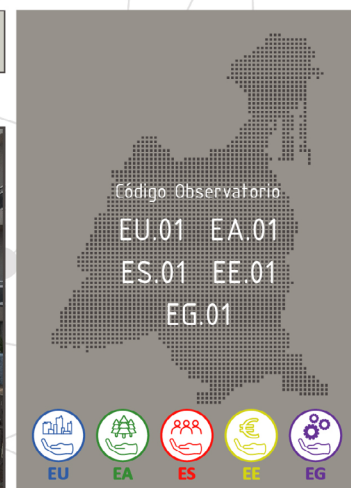 Código Observatorio
EU.01 EA.01
ES.01 EE.01
EG.01
EU EA ES EE EG